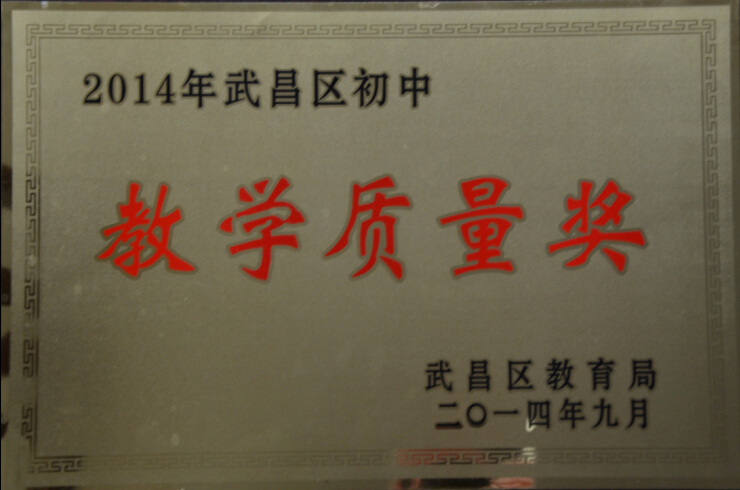 2014年武昌区初中
教学质量奖
武昌区教育局
二〇一四年九月